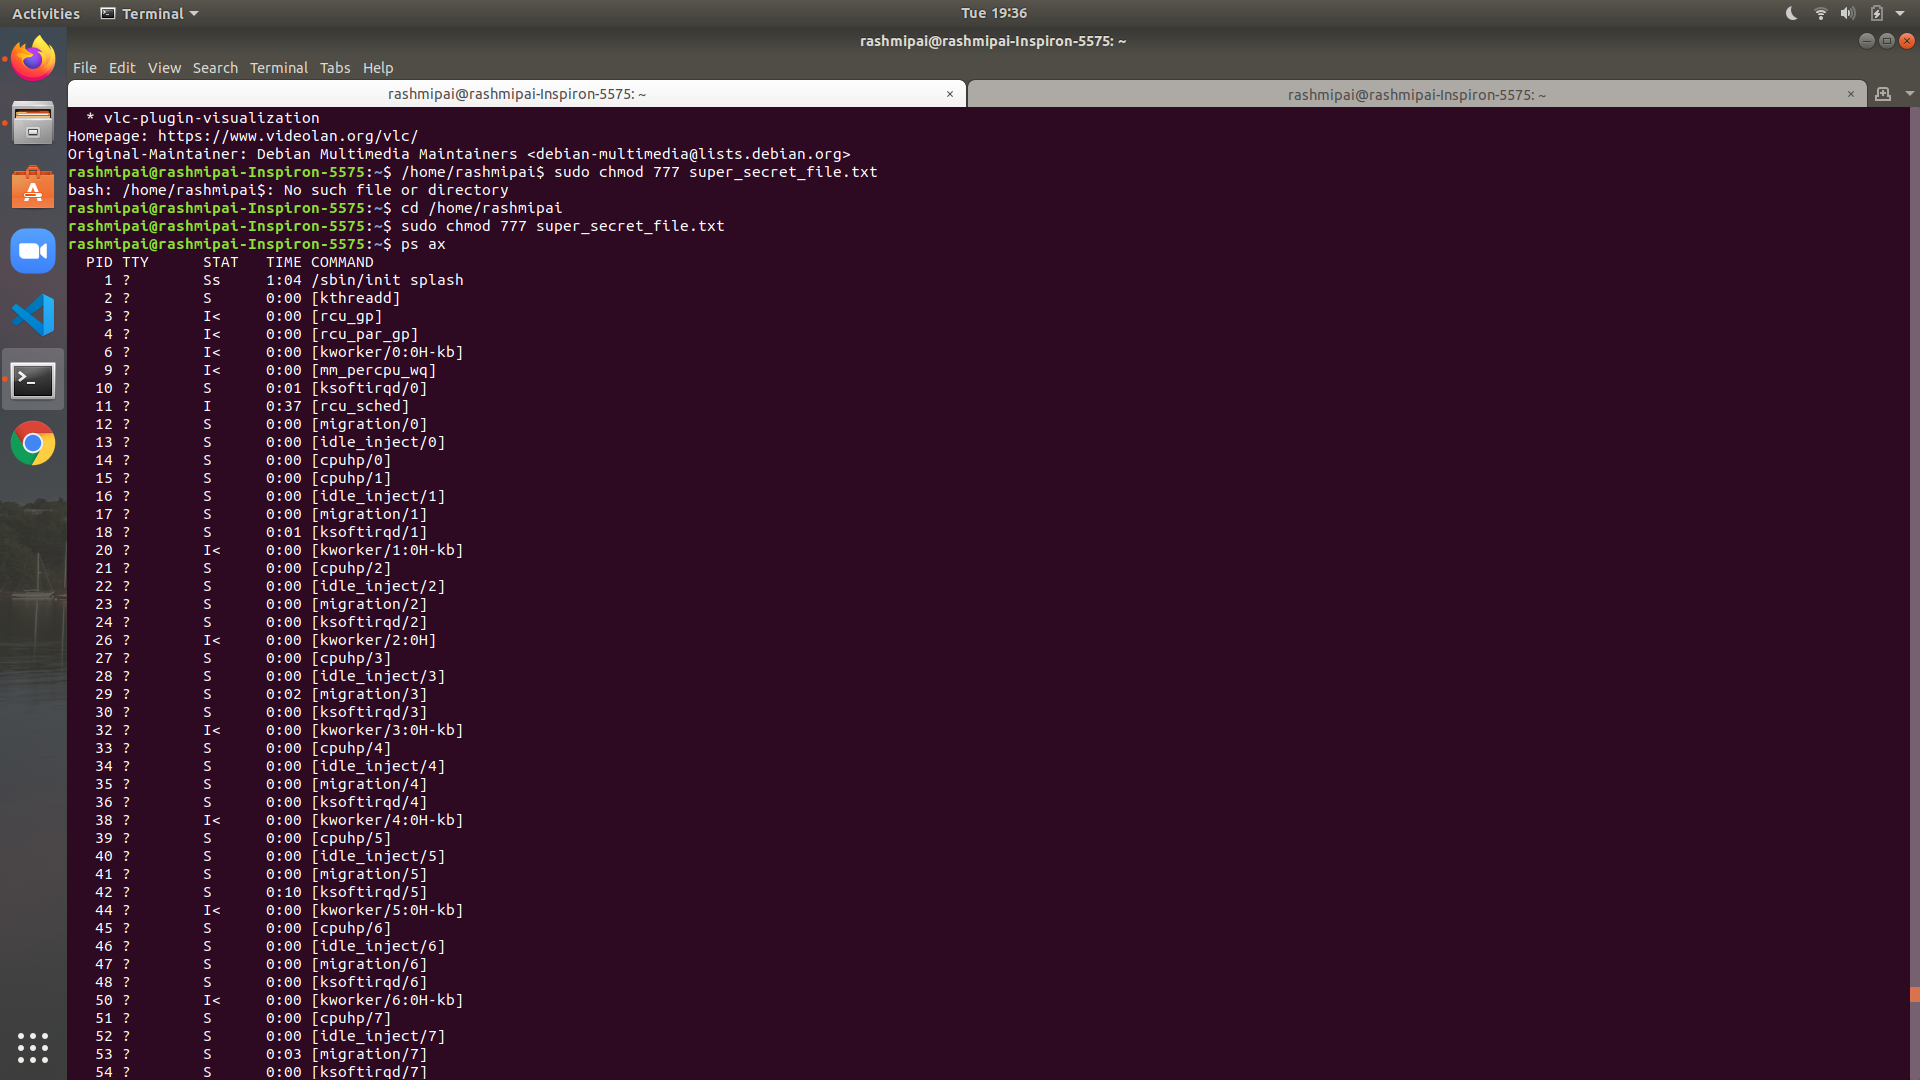 Activities Terminal Tue 19:36
rashmipai@rashmipai-Inspiron-5575: ~
File Edit View Search Terminal Tabs Help
rashmipai@rashmipai-Inspiron-5575: ~ × rashmipai@rashmipai-Inspiron-5575: ~ ×
  * vlc-plugin-visualization
Homepage: https://www.videolan.org/vlc/
Original-Maintainer: Debian Multimedia Maintainers <debian-multimedia@lists.debian.org>
rashmipai@rashmipai-Inspiron-5575:~$ /home/rashmipai$ sudo chmod 777 super_secret_file.txt
bash: /home/rashmipai$: No such file or directory
rashmipai@rashmipai-Inspiron-5575:~$ cd /home/rashmipai
rashmipai@rashmipai-Inspiron-5575:~$ sudo chmod 777 super_secret_file.txt
rashmipai@rashmipai-Inspiron-5575:~$ ps ax
  PID TTY      STAT   TIME COMMAND
    1 ?        Ss     1:04 /sbin/init splash
    2 ?        S      0:00 [kthreadd]
    3 ?        I<     0:00 [rcu_gp]
    4 ?        I<     0:00 [rcu_par_gp]
    6 ?        I<     0:00 [kworker/0:0H-kb]
    9 ?        I<     0:00 [mm_percpu_wq]
   10 ?        S      0:01 [ksoftirqd/0]
   11 ?        I      0:37 [rcu_sched]
   12 ?        S      0:00 [migration/0]
   13 ?        S      0:00 [idle_inject/0]
   14 ?        S      0:00 [cpuhp/0]
   15 ?        S      0:00 [cpuhp/1]
   16 ?        S      0:00 [idle_inject/1]
   17 ?        S      0:00 [migration/1]
   18 ?        S      0:01 [ksoftirqd/1]
   20 ?        I<     0:00 [kworker/1:0H-kb]
   21 ?        S      0:00 [cpuhp/2]
   22 ?        S      0:00 [idle_inject/2]
   23 ?        S      0:00 [migration/2]
   24 ?        S      0:00 [ksoftirqd/2]
   26 ?        I<     0:00 [kworker/2:0H]
   27 ?        S      0:00 [cpuhp/3]
   28 ?        S      0:00 [idle_inject/3]
   29 ?        S      0:02 [migration/3]
   30 ?        S      0:00 [ksoftirqd/3]
   32 ?        I<     0:00 [kworker/3:0H-kb]
   33 ?        S      0:00 [cpuhp/4]
   34 ?        S      0:00 [idle_inject/4]
   35 ?        S      0:00 [migration/4]
   36 ?        S      0:00 [ksoftirqd/4]
   38 ?        I<     0:00 [kworker/4:0H-kb]
   39 ?        S      0:00 [cpuhp/5]
   40 ?        S      0:00 [idle_inject/5]
   41 ?        S      0:00 [migration/5]
   42 ?        S      0:10 [ksoftirqd/5]
   44 ?        I<     0:00 [kworker/5:0H-kb]
   45 ?        S      0:00 [cpuhp/6]
   46 ?        S      0:00 [idle_inject/6]
   47 ?        S      0:00 [migration/6]
   48 ?        S      0:00 [ksoftirqd/6]
   50 ?        I<     0:00 [kworker/6:0H-kb]
   51 ?        S      0:00 [cpuhp/7]
   52 ?        S      0:00 [idle_inject/7]
   53 ?        S      0:03 [migration/7]
   54 ?        S      0:00 [ksoftirqd/7]